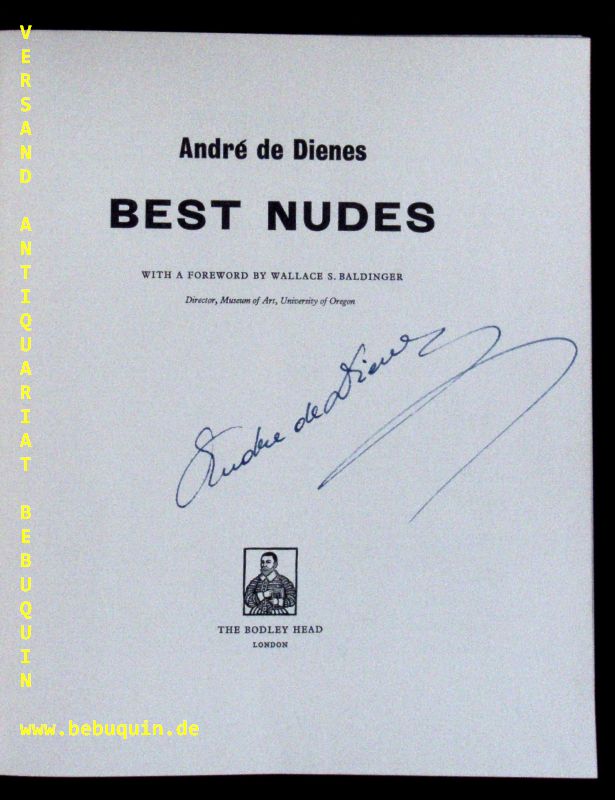 André de Dienes
BEST NUDES
WITH A FOREWORD BY WALLACE S. BALDINGER
Director, Museum of Art, University of Oregon
Andre de Dienes
THE BODLEY HEAD
LONDON
VERSAND ANTIQUARIAT BEBUQUIN
www.bebuquin.de